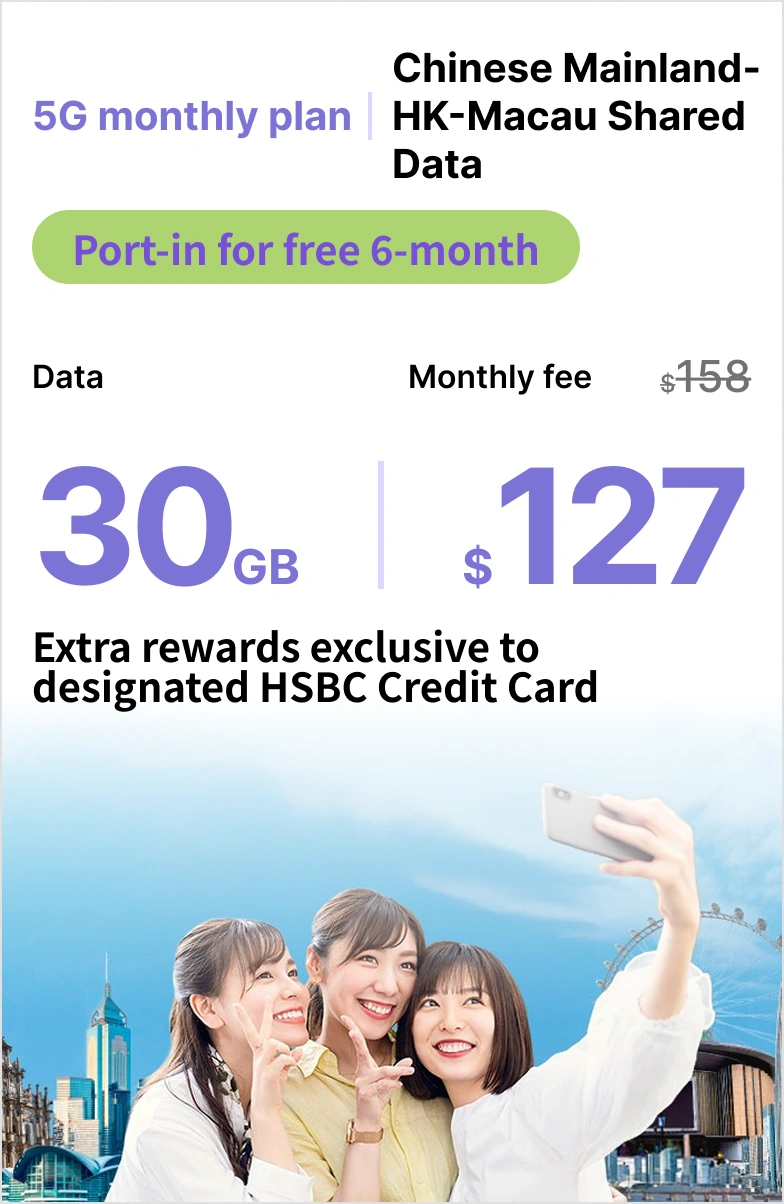 5G monthly plan
Chinese Mainland-
HK-Macau Shared
Data
Port-in for free 6-month
Data
Monthly fee
$158
30GB
$127
Extra rewards exclusive to
designated HSBC Credit Card